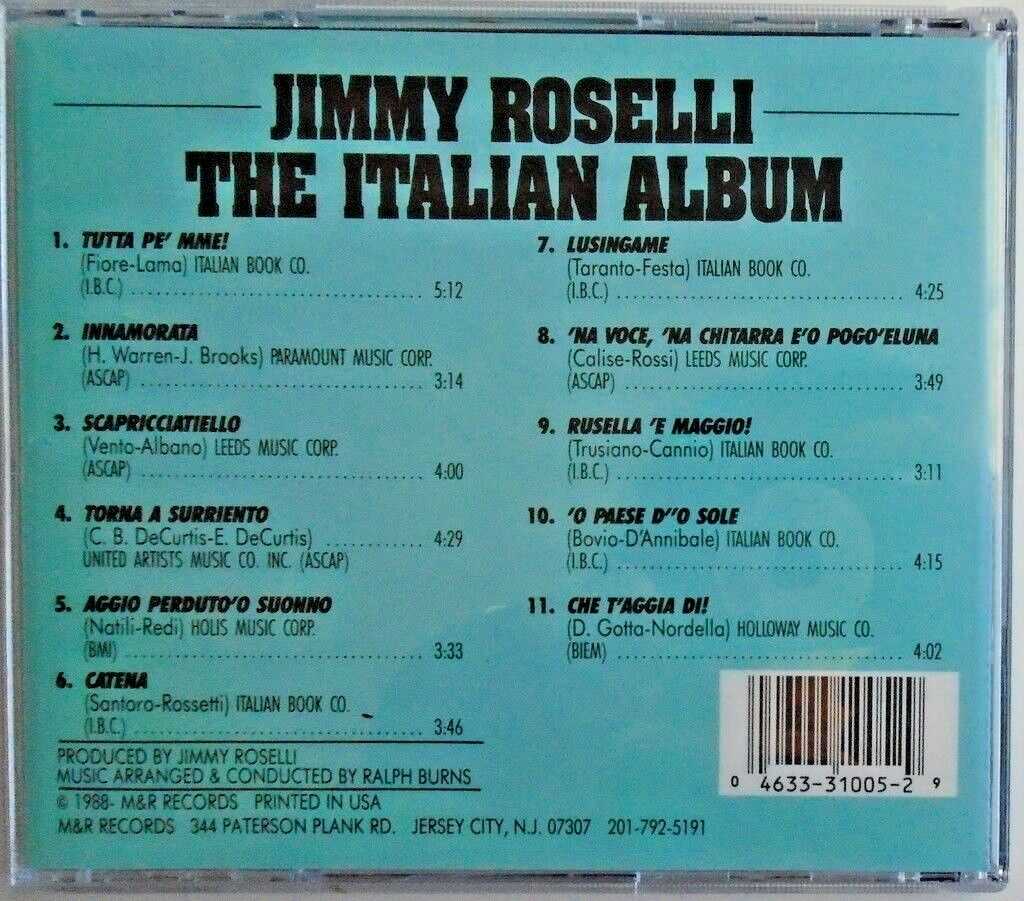 JIMMY ROSELLI
THE ITALIAN ALBUM
1. TUTTA PE' MME!
(Fiore-Lama) ITALIAN BOOK CO.
(I.B.C.) ................................ 5:12
2. INNAMORATA
(H. Warren-J. Brooks) PARAMOUNT MUSIC CORP.
(ASCAP) ................................ 3:14
3. SCAPRICCIATIELLO
(Vento-Albano) LEEDS MUSIC CORP.
(ASCAP) ................................ 4:00
4. TORNA A SURRIENTO
(C. B. DeCurtis-E. DeCurtis) ............ 4:29
UNITED ARTISTS MUSIC CO. INC. (ASCAP)
5. AGGIO PERDUTO'O SUONNO
(Natili-Redi) HOLIS MUSIC CORP.
(BMI) ................................ 3:33
6. CATENA
(Santoro-Rossetti) ITALIAN BOOK CO.
(I.B.C.) ................................ 3:46
7. LUSINGAME
(Taranto-Festa) ITALIAN BOOK CO.
(I.B.C.) ................................ 4:25
8. 'NA VOCE, 'NA CHITARRA E'O POGO'ELUNA
(Calise-Rossi) LEEDS MUSIC CORP.
(ASCAP) ................................ 3:49
9. RUSELLA 'E MAGGIO!
(Trusiano-Cannio) ITALIAN BOOK CO.
(I.B.C.) ................................ 3:11
10. 'O PAESE D''O SOLE
(Bovio-D'Annibale) ITALIAN BOOK CO.
(I.B.C.) ................................ 4:15
11. CHE T'AGGIA DI!
(D. Gotta-Nordella) HOLLOWAY MUSIC CO.
(BIEM) ................................ 4:02
PRODUCED BY JIMMY ROSELLI
MUSIC ARRANGED & CONDUCTED BY RALPH BURNS
© 1988- M&R RECORDS PRINTED IN USA
M&R RECORDS 344 PATERSON PLANK RD. JERSEY CITY, N.J. 07307 201-792-5191
0 4633-31005-2 9